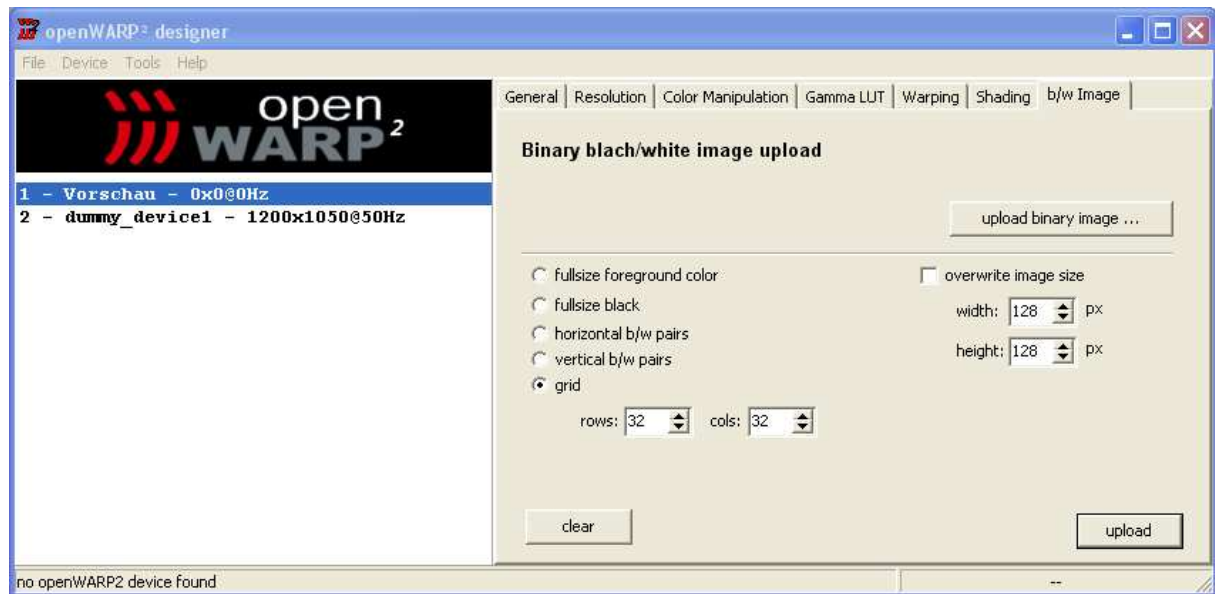 openWARP² designer
File Device Tools Help
open
WARP²
1 - Vorschau - 0x0@0Hz
2 - dummy_device1 - 1200x1050@50Hz
General Resolution Color Manipulation Gamma LUT Warping Shading b/w Image
Binary blach/white image upload
upload binary image ...
fullsize foreground color
overwrite image size
fullsize black
width: 128 px
horizontal b/w pairs
vertical b/w pairs
height: 128 px
grid
rows: 32 cols: 32
clear
upload
no openWARP2 device found
--